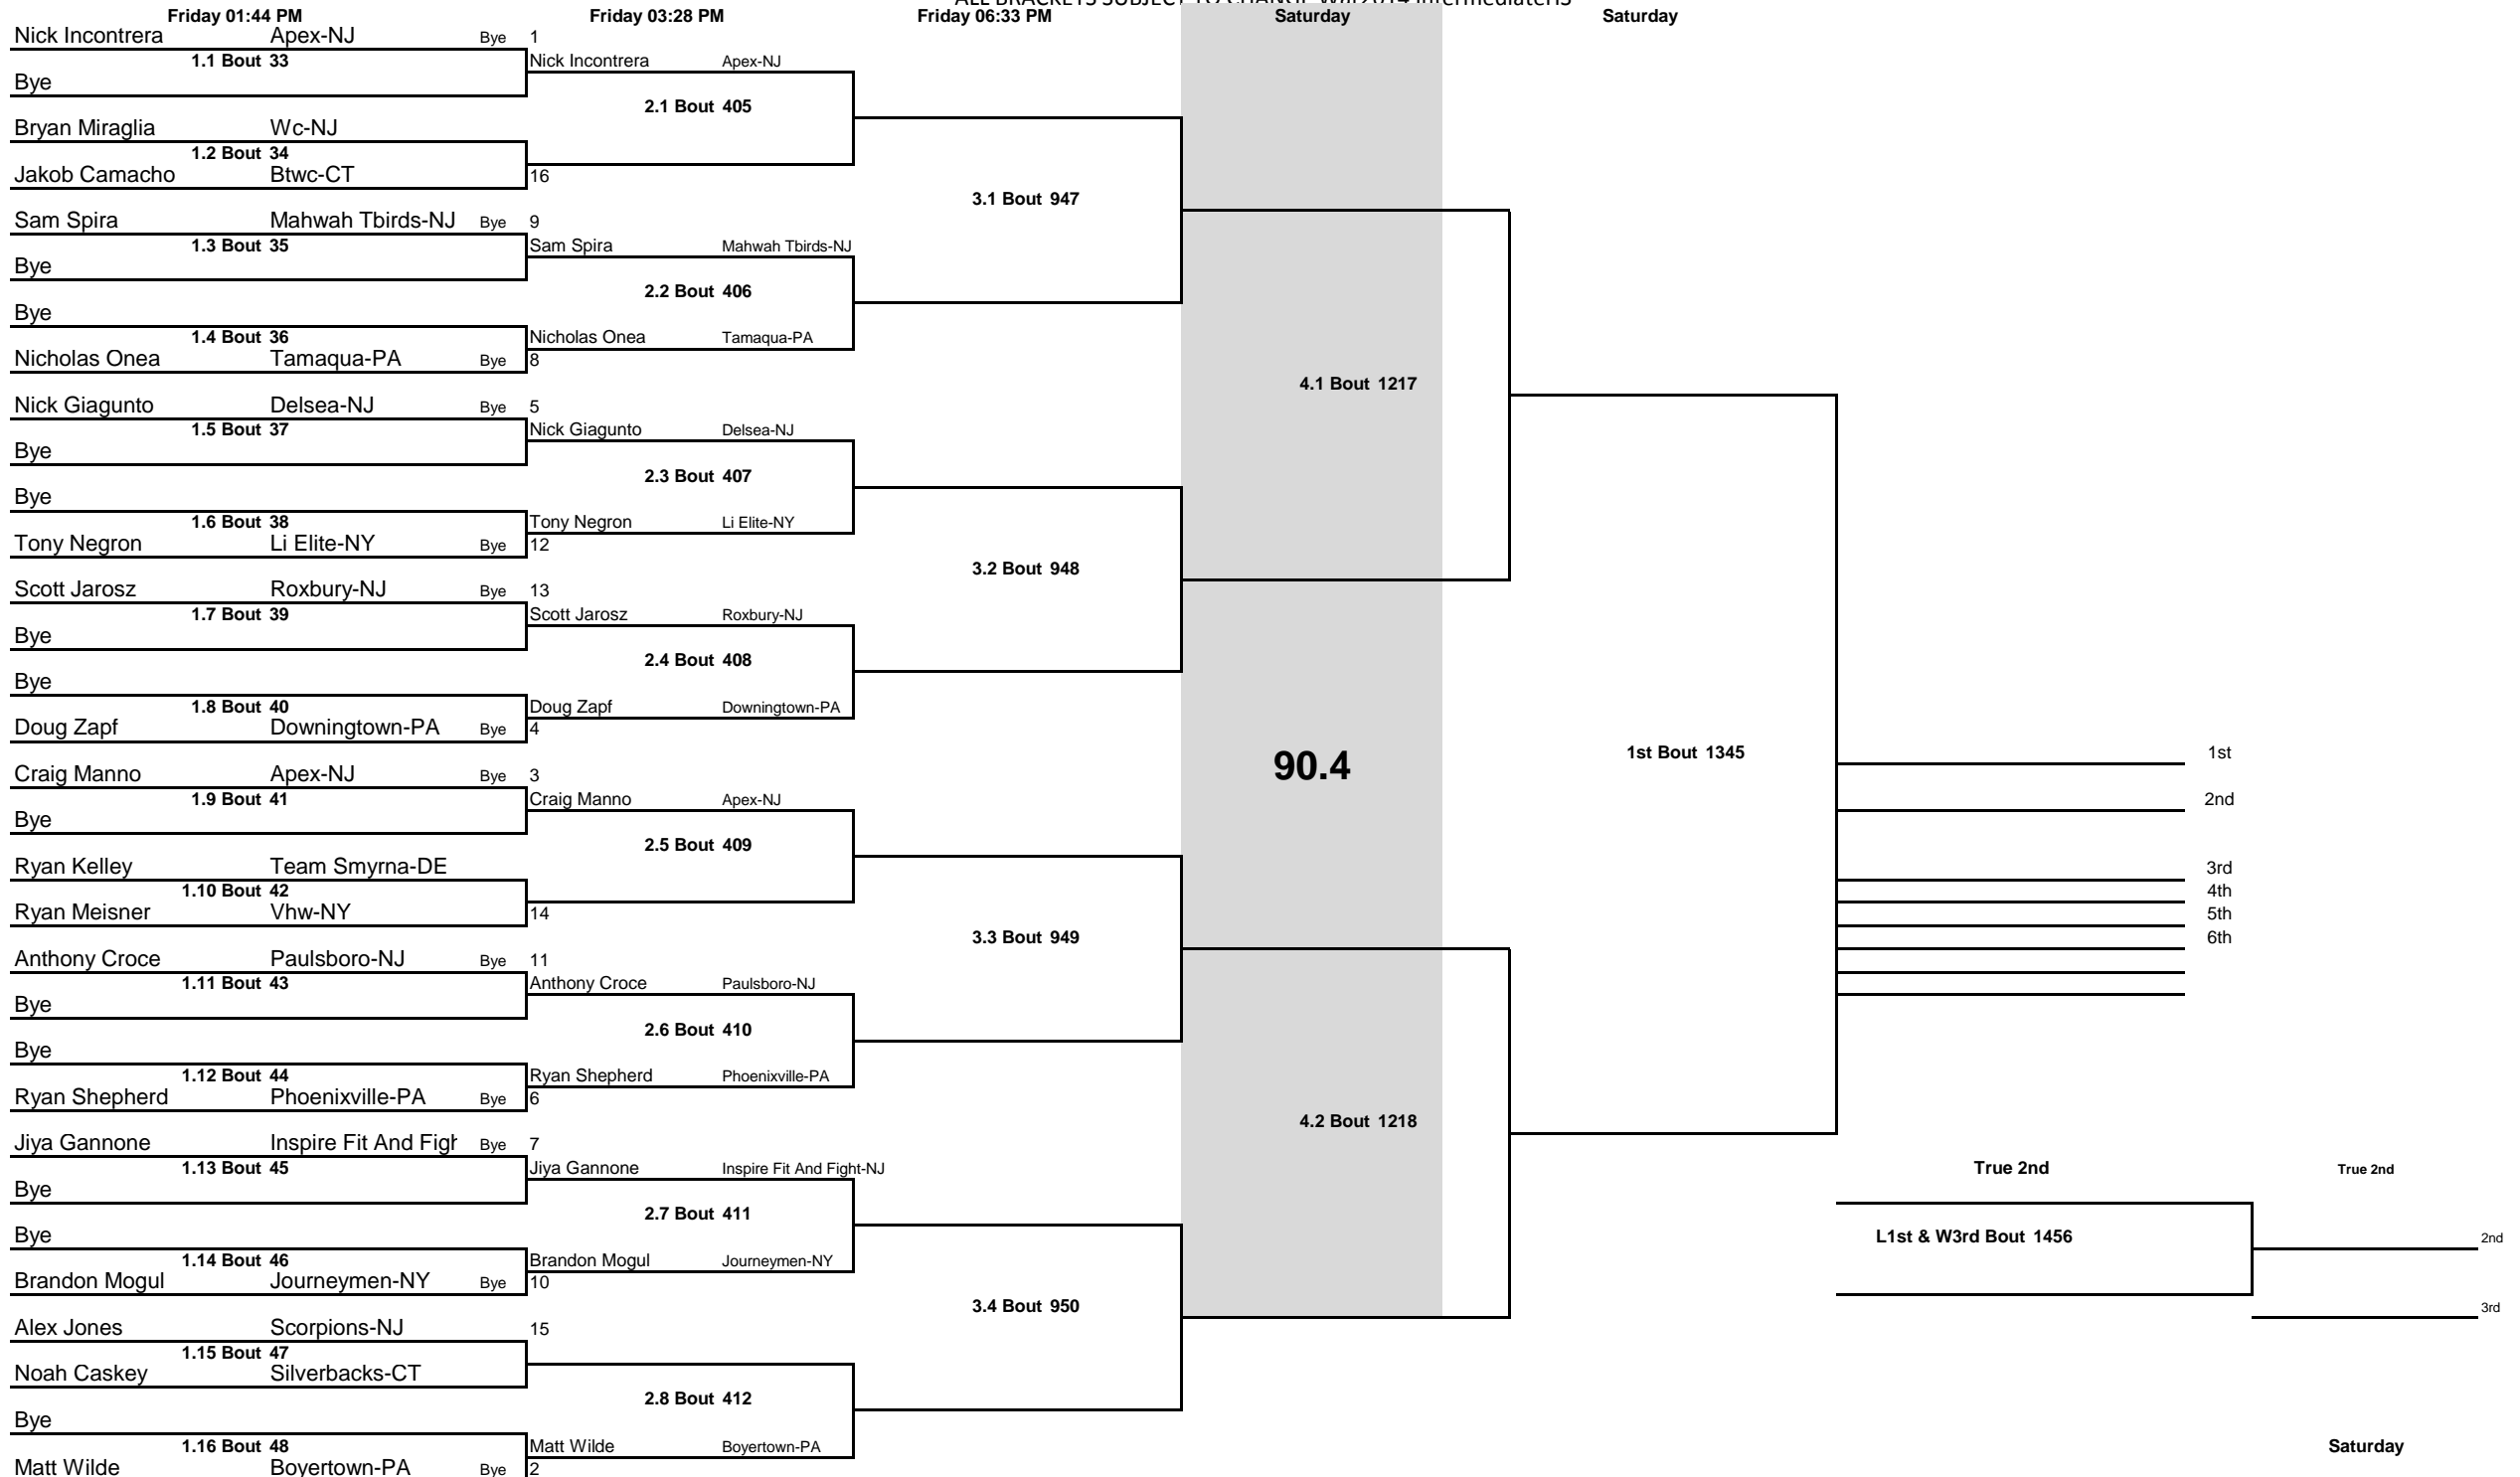 ALL BRACKETS SUBJECT TO CHANGE
Friday 01:44 PM Friday 03:28 PM Friday 06:33 PM Saturday Saturday
Nick Incontrera Apex-NJ Bye 1
1.1 Bout 33 Nick Incontrera Apex-NJ
Bye
2.1 Bout 405
Bryan Miraglia Wc-NJ
1.2 Bout 34
Jakob Camacho Btwc-CT 16
3.1 Bout 947
Sam Spira Mahwah Tbirds-NJ Bye 9
1.3 Bout 35 Sam Spira Mahwah Tbirds-NJ
Bye
2.2 Bout 406
Bye
1.4 Bout 36 Nicholas Onea Tamaqua-PA
Nicholas Onea Tamaqua-PA Bye 8
4.1 Bout 1217
Nick Giagunto Delsea-NJ Bye 5
1.5 Bout 37 Nick Giagunto Delsea-NJ
Bye
2.3 Bout 407
Bye
1.6 Bout 38 Tony Negron Li Elite-NY
Tony Negron Li Elite-NY Bye 12
3.2 Bout 948
Scott Jarosz Roxbury-NJ Bye 13
1.7 Bout 39 Scott Jarosz Roxbury-NJ
Bye
2.4 Bout 408
Bye
1.8 Bout 40 Doug Zapf Downingtown-PA
Doug Zapf Downingtown-PA Bye 4
90.4 1st Bout 1345 1st
Craig Manno Apex-NJ Bye 3
1.9 Bout 41 Craig Manno Apex-NJ 2nd
Bye
2.5 Bout 409
Ryan Kelley Team Smyrna-DE 3rd
1.10 Bout 42 4th
Ryan Meisner Vhw-NY 14 5th
3.3 Bout 949 6th
Anthony Croce Paulsboro-NJ Bye 11
1.11 Bout 43 Anthony Croce Paulsboro-NJ
Bye
2.6 Bout 410
Bye
1.12 Bout 44 Ryan Shepherd Phoenixville-PA
Ryan Shepherd Phoenixville-PA Bye 6
4.2 Bout 1218
Jiya Gannone Inspire Fit And Figh Bye 7
1.13 Bout 45 Jiya Gannone Inspire Fit And Fight-NJ True 2nd True 2nd
Bye
2.7 Bout 411
Bye L1st & W3rd Bout 1456 2nd
1.14 Bout 46 Brandon Mogul Journeymen-NY
Brandon Mogul Journeymen-NY Bye 10
3.4 Bout 950 3rd
Alex Jones Scorpions-NJ 15
1.15 Bout 47
Noah Caskey Silverbacks-CT
2.8 Bout 412
Bye
1.16 Bout 48 Matt Wilde Boyertown-PA Saturday
Matt Wilde Boyertown-PA Bye 2